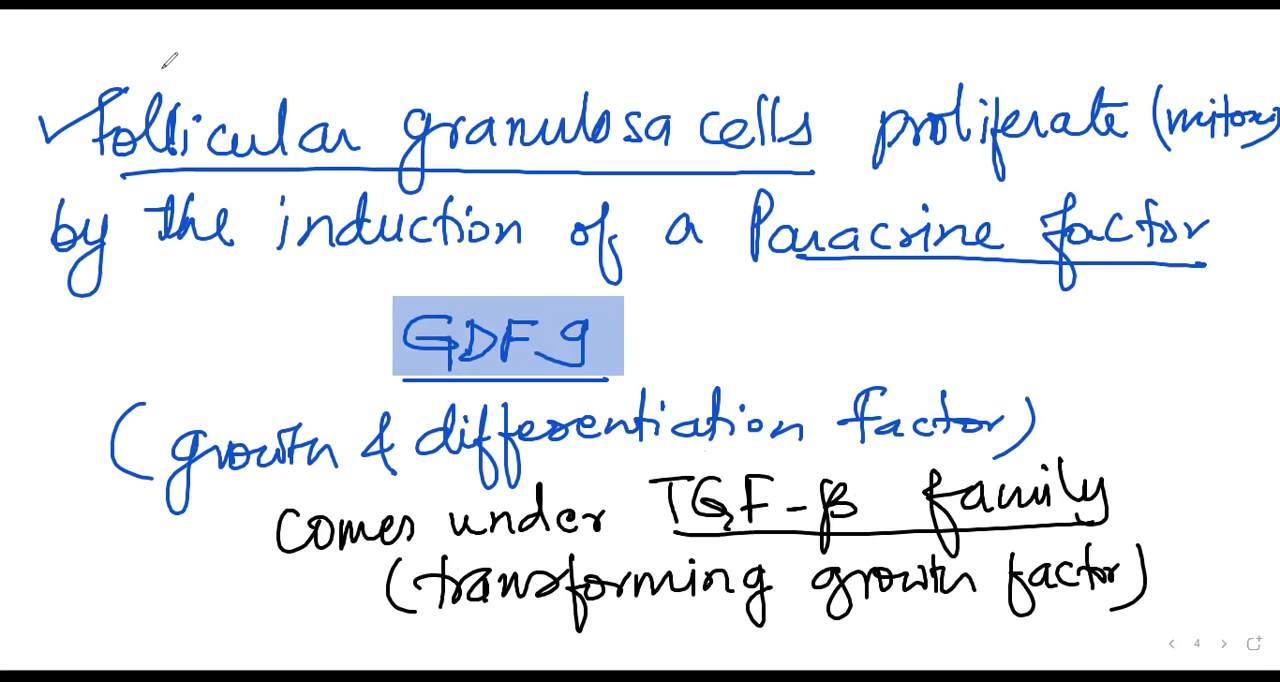 ✓ Follicular granulosa cells proliferate (mitosis)
by the induction of a Paracrine factor
GDF 9
(growth & differentiation factor)
comes under TGF-β family
(transforming growth factor)
4